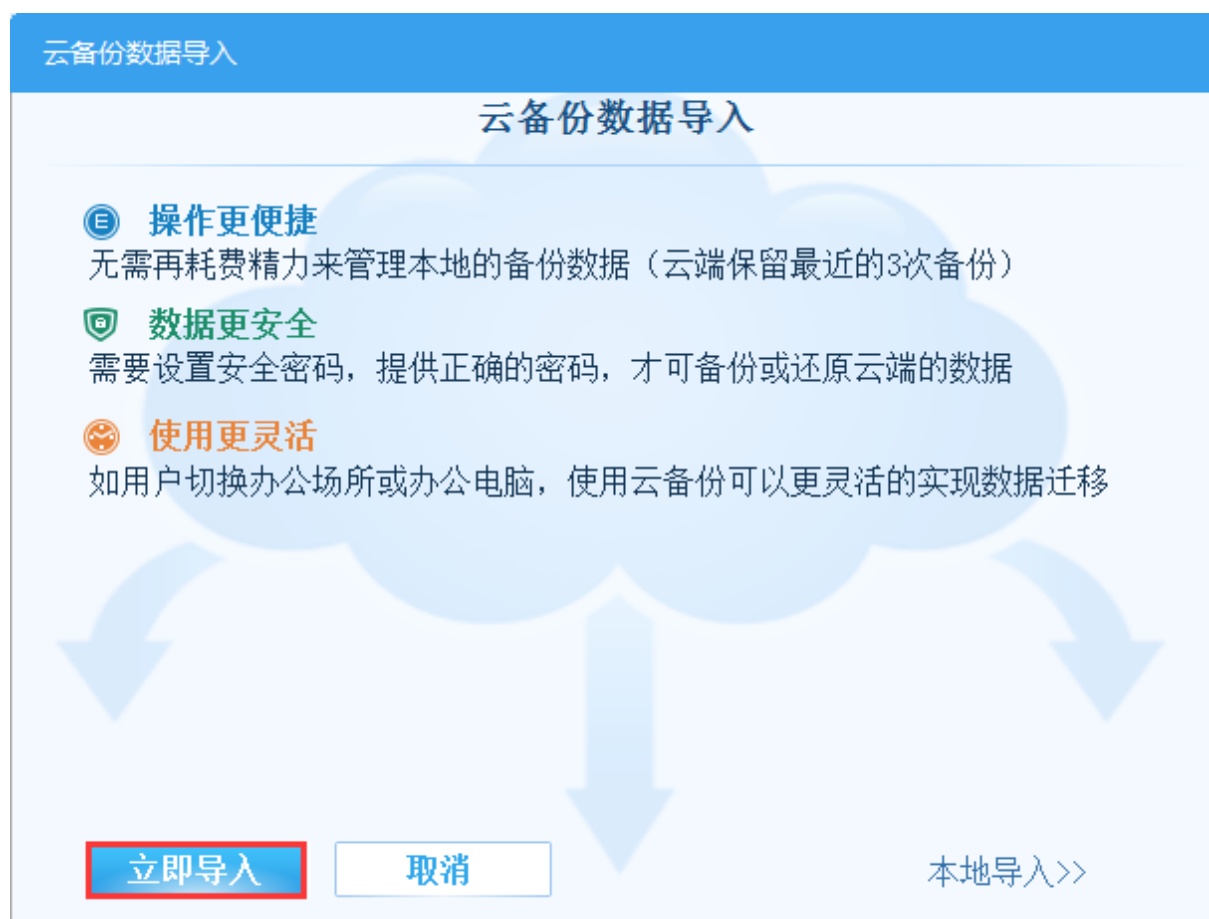 云备份数据导入
云备份数据导入
操作更便捷
无需再耗费精力来管理本地的备份数据（云端保留最近的3次备份）
数据更安全
需要设置安全密码，提供正确的密码，才可备份或还原云端的数据
使用更灵活
如用户切换办公场所或办公电脑，使用云备份可以更灵活的实现数据迁移
立即导入 取消 本地导入>>